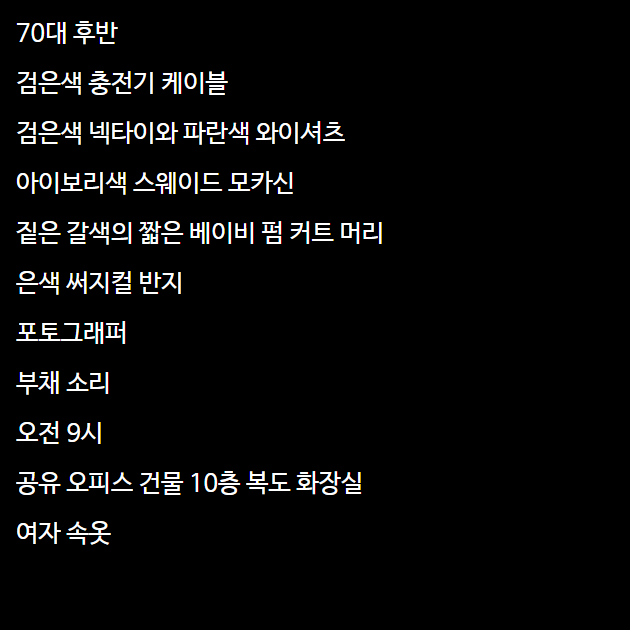 70대 후반
검은색 충전기 케이블
검은색 넥타이와 파란색 와이셔츠
아이보리색 스웨이드 모카신
짙은 갈색의 짧은 베이비 펌 커트 머리
은색 써지컬 반지
포토그래퍼
부채 소리
오전 9시
공유 오피스 건물 10층 복도 화장실
여자 속옷